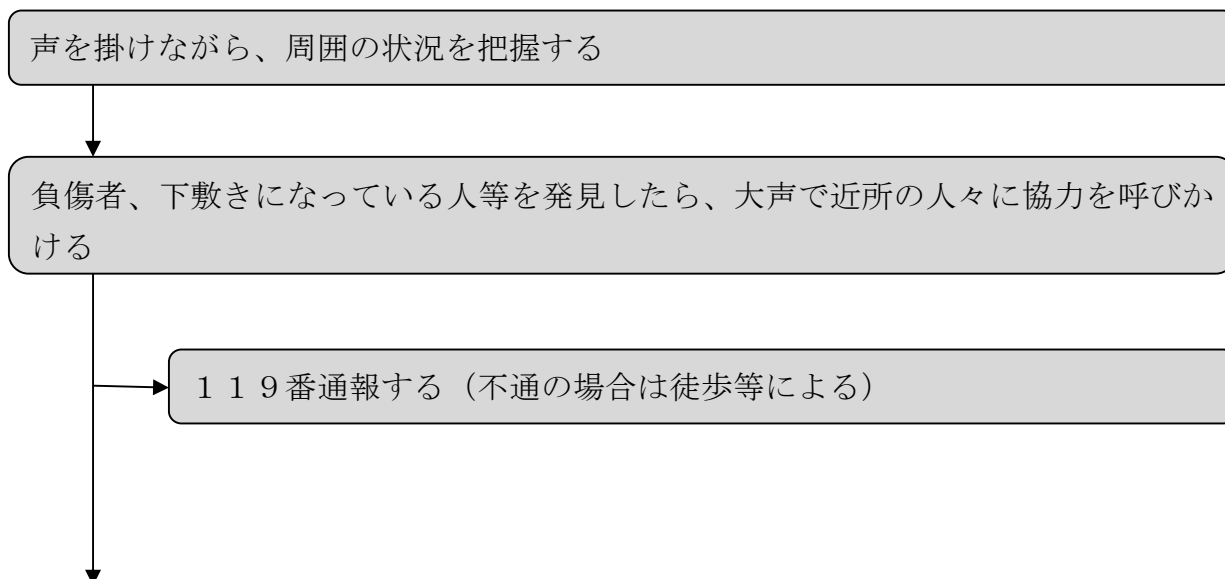 声を掛けながら、周囲の状況を把握する
負傷者、下敷きになっている人等を発見したら、大声で近所の人々に協力を呼びか
ける
１１９番通報する（不通の場合は徒歩等による）